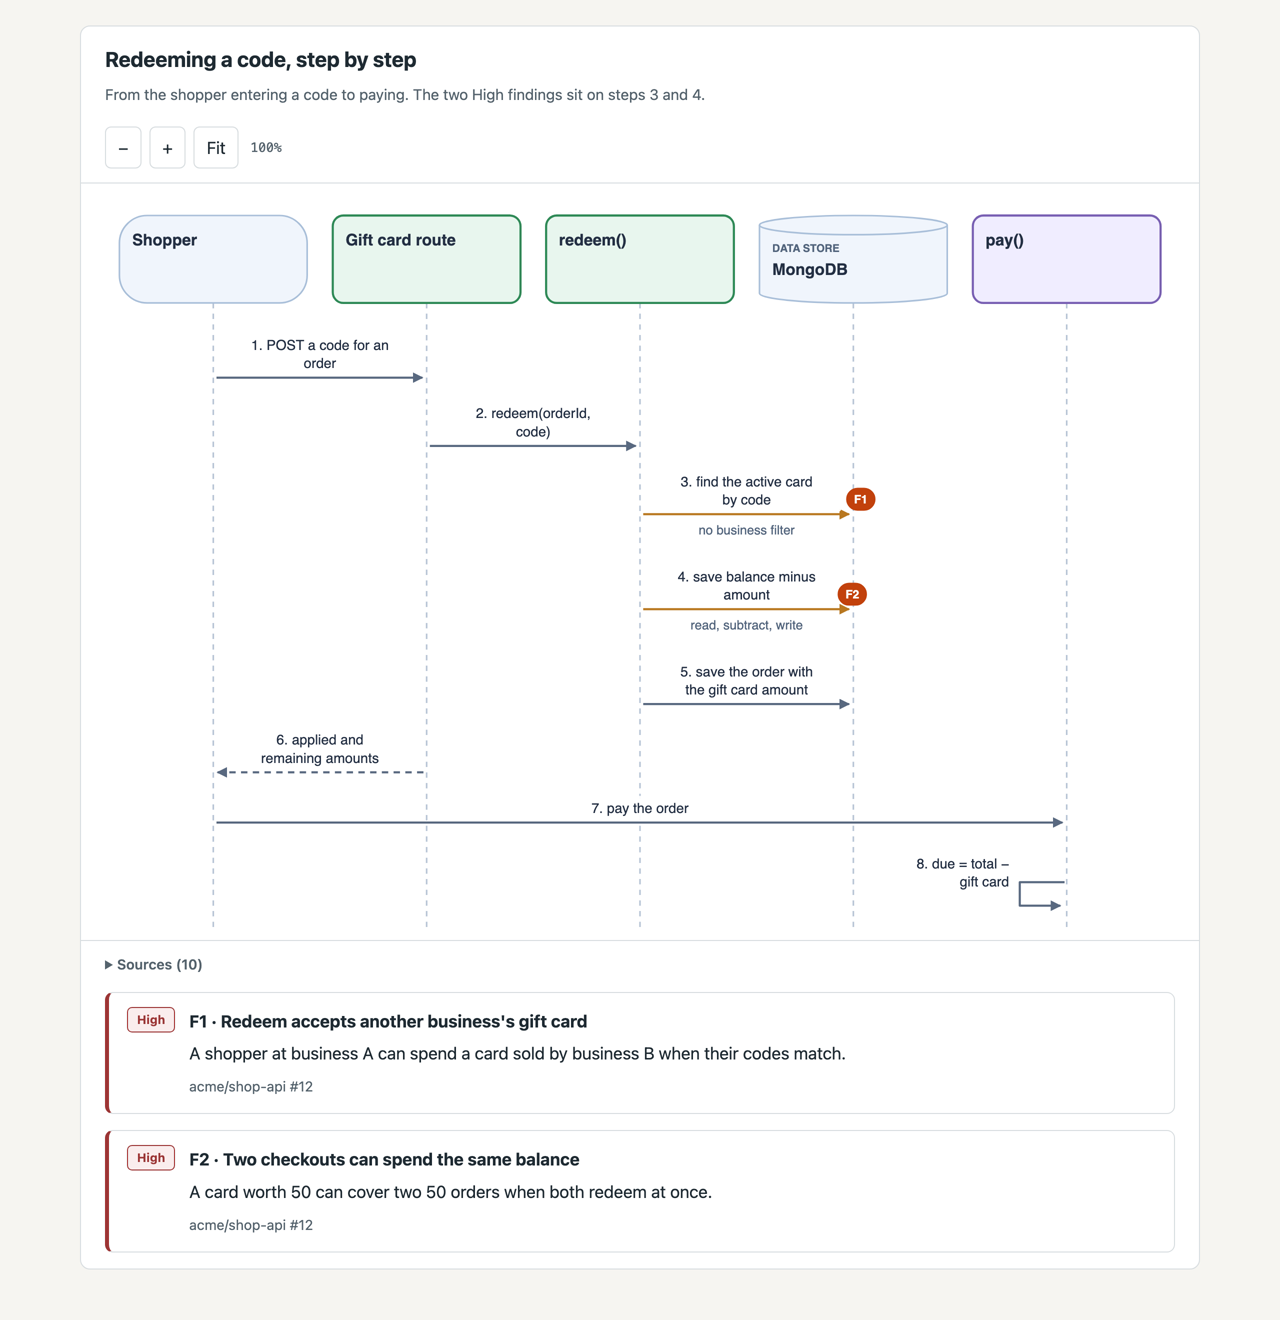 Redeeming a code, step by step
From the shopper entering a code to paying. The two High findings sit on steps 3 and 4.
−
+
Fit
100%
Shopper
Gift card route
redeem()
DATA STORE
MongoDB
pay()
1. POST a code for an
order
2. redeem(orderId,
code)
3. find the active card
by code
F1
no business filter
4. save balance minus
amount
F2
read, subtract, write
5. save the order with
the gift card amount
6. applied and
remaining amounts
7. pay the order
8. due = total −
gift card
Sources (10)
High
F1 · Redeem accepts another business's gift card
A shopper at business A can spend a card sold by business B when their codes match.
acme/shop-api #12
High
F2 · Two checkouts can spend the same balance
A card worth 50 can cover two 50 orders when both redeem at once.
acme/shop-api #12